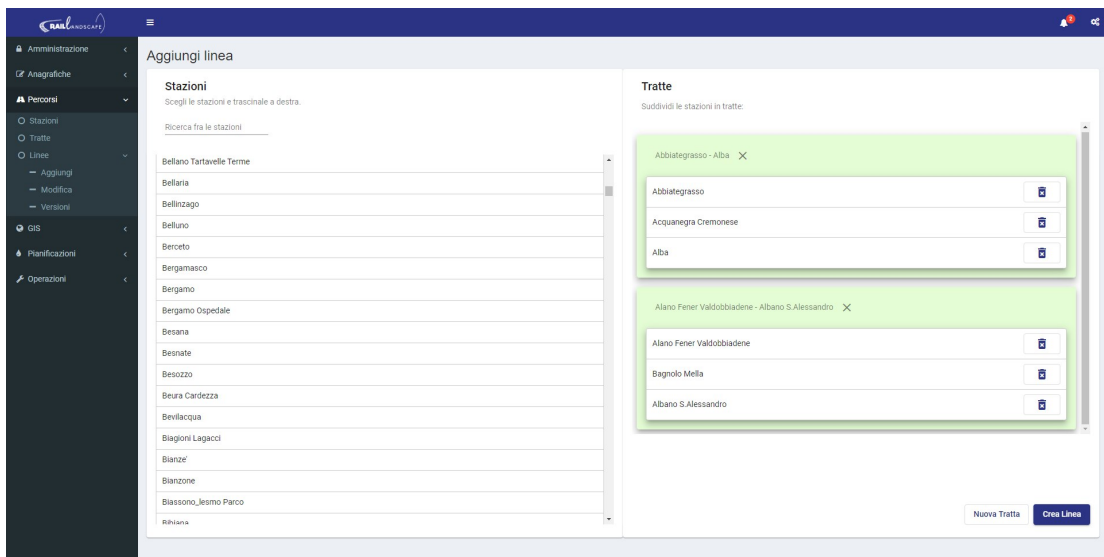 RAILLANDSCAPE
2
Amministrazione
Anagrafiche
Percorsi
Stazioni
Tratte
Linee
Aggiungi
Modifica
Versioni
GIS
Pianificazioni
Operazioni
Aggiungi linea
Stazioni
Scegli le stazioni e trascinale a destra.
Ricerca fra le stazioni
Bellano Tartavelle Terme
Bellaria
Bellinzago
Belluno
Berceto
Bergamasco
Bergamo
Bergamo Ospedale
Besana
Besnate
Besozzo
Beura Cardezza
Bevilacqua
Biagioni Lagacci
Bianze'
Bianzone
Biassono_lesmo Parco
Bibiana
Tratte
Suddividi le stazioni in tratte:
Abbiategrasso - Alba
Abbiategrasso
Acquanegra Cremonese
Alba
Alano Fener Valdobbiadene - Albano S.Alessandro
Alano Fener Valdobbiadene
Bagnolo Mella
Albano S.Alessandro
Nuova Tratta
Crea Linea